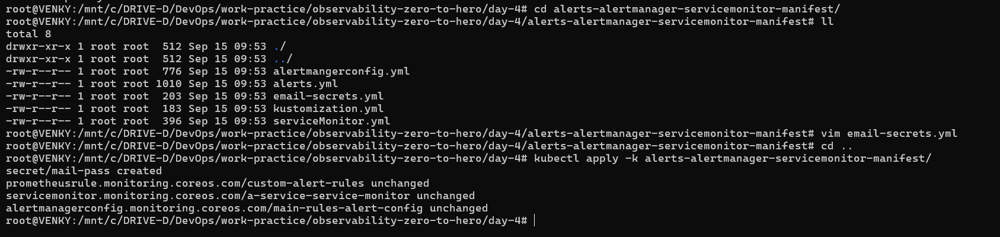 root@VENKY:/mnt/c/DRIVE-D/DevOps/work-practice/observability-zero-to-hero/day-4# cd alerts-alertmanager-servicemonitor-manifest/
root@VENKY:/mnt/c/DRIVE-D/DevOps/work-practice/observability-zero-to-hero/day-4/alerts-alertmanager-servicemonitor-manifest# ll
total 8
drwxr-xr-x 1 root root  512 Sep 15 09:53 ./
drwxr-xr-x 1 root root  512 Sep 15 09:53 ../
-rw-r--r-- 1 root root  776 Sep 15 09:53 alertmangerconfig.yml
-rw-r--r-- 1 root root 1010 Sep 15 09:53 alerts.yml
-rw-r--r-- 1 root root  203 Sep 15 09:53 email-secrets.yml
-rw-r--r-- 1 root root  183 Sep 15 09:53 kustomization.yml
-rw-r--r-- 1 root root  396 Sep 15 09:53 serviceMonitor.yml
root@VENKY:/mnt/c/DRIVE-D/DevOps/work-practice/observability-zero-to-hero/day-4/alerts-alertmanager-servicemonitor-manifest# vim email-secrets.yml
root@VENKY:/mnt/c/DRIVE-D/DevOps/work-practice/observability-zero-to-hero/day-4/alerts-alertmanager-servicemonitor-manifest# cd ..
root@VENKY:/mnt/c/DRIVE-D/DevOps/work-practice/observability-zero-to-hero/day-4# kubectl apply -k alerts-alertmanager-servicemonitor-manifest/
secret/mail-pass created
prometheusrule.monitoring.coreos.com/custom-alert-rules unchanged
servicemonitor.monitoring.coreos.com/a-service-service-monitor unchanged
alertmanagerconfig.monitoring.coreos.com/main-rules-alert-config unchanged
root@VENKY:/mnt/c/DRIVE-D/DevOps/work-practice/observability-zero-to-hero/day-4#